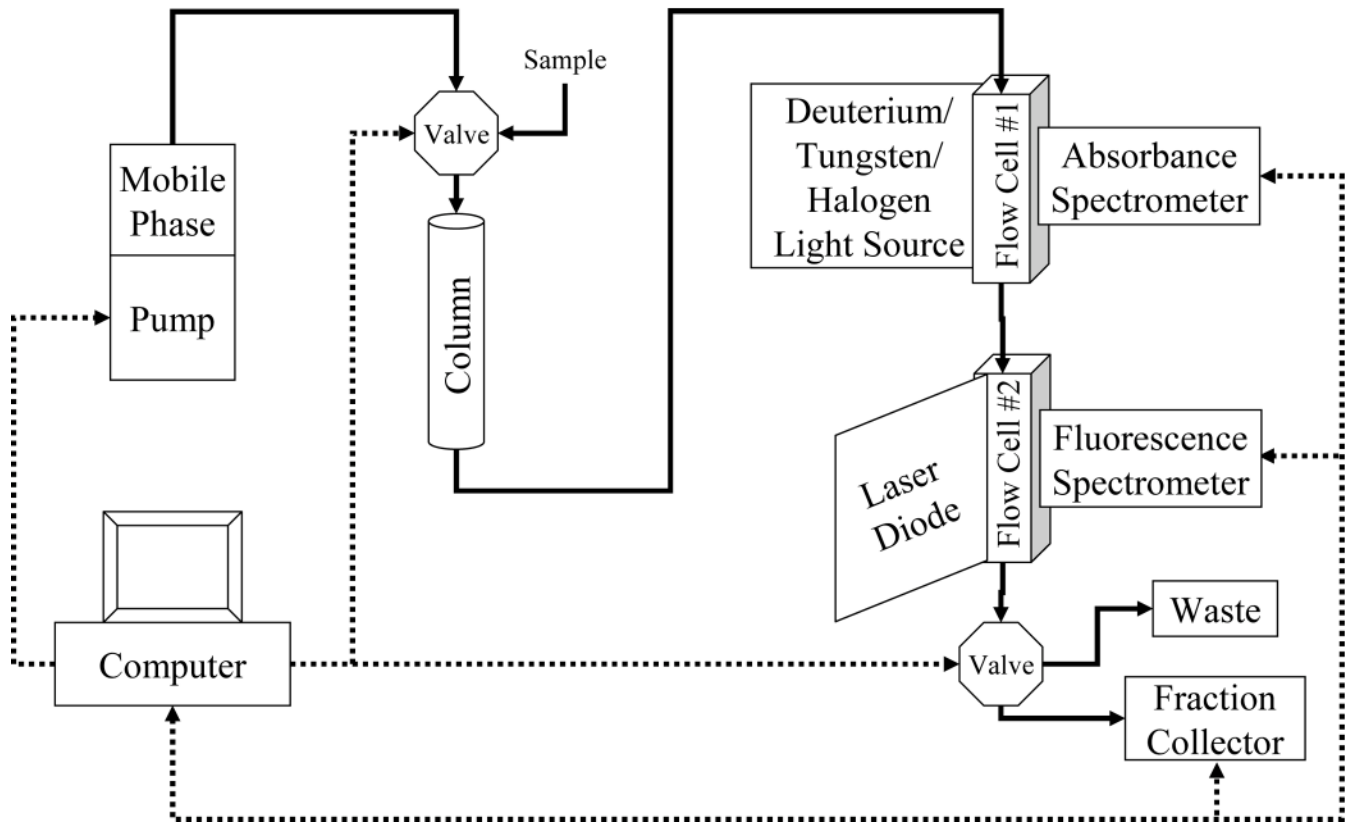 Sample
Valve
Mobile
Phase
Pump
Column
Deuterium/
Tungsten/
Halogen
Light Source
Flow Cell #1
Absorbance
Spectrometer
Laser
Diode
Flow Cell #2
Fluorescence
Spectrometer
Computer
Valve
Waste
Fraction
Collector